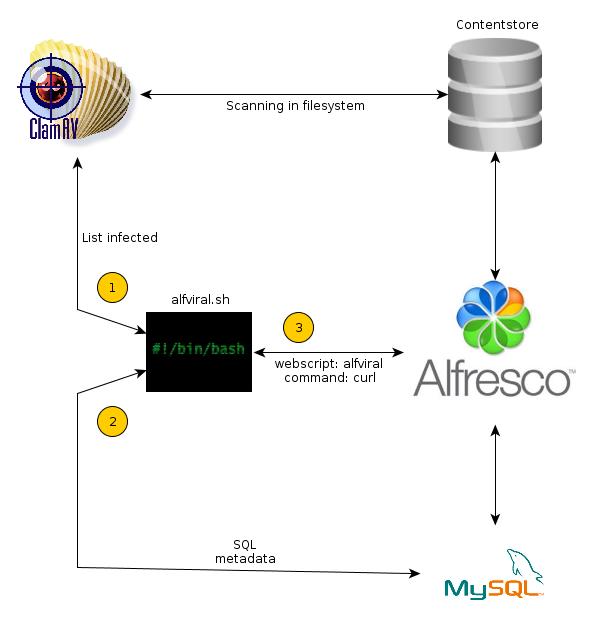 Contentstore
ClamAV
Scanning in filesystem
List infected
1
alfviral.sh
#!/bin/bash
3
webscript: alfviral
command: curl
Alfresco™
2
SQL
metadata
MySQL™